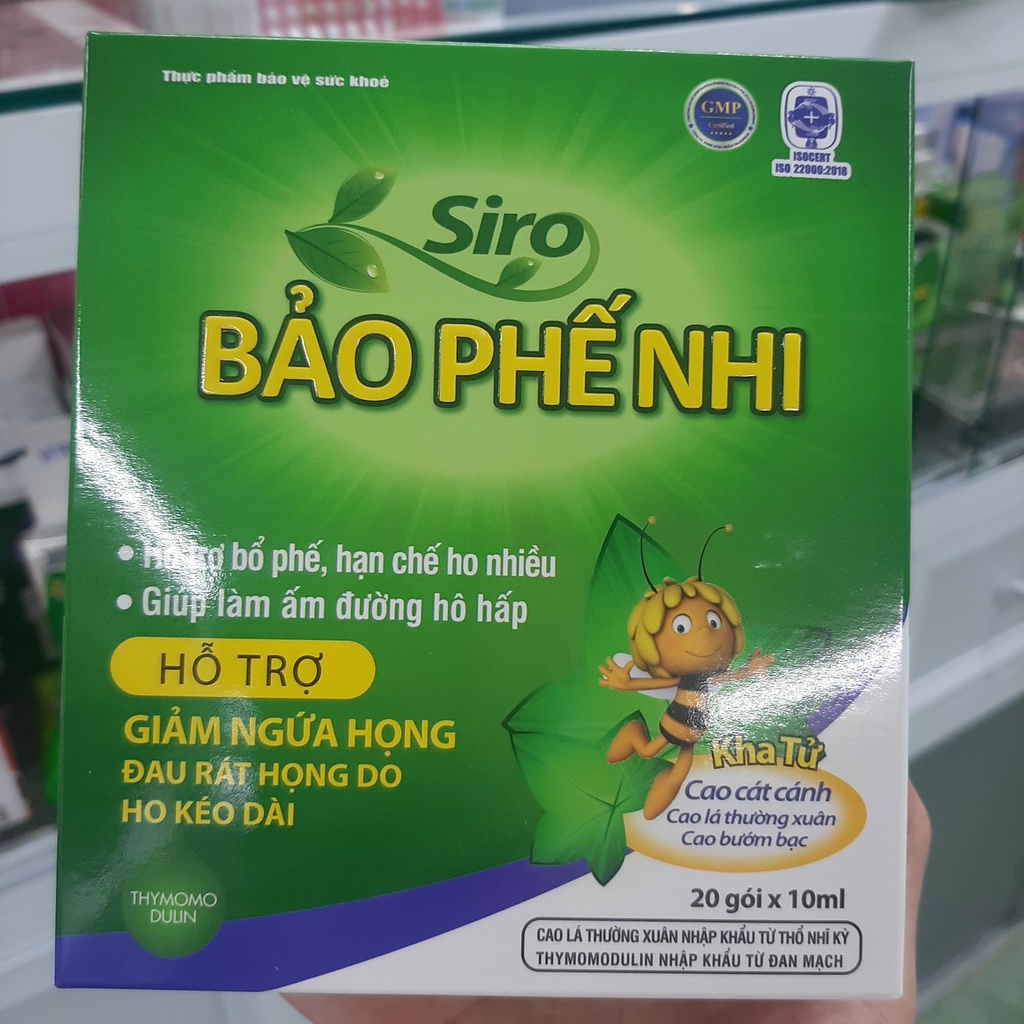 Thực phẩm bảo vệ sức khoẻ
GMP
Certified
ISOCERT
ISO 22000:2018
Siro
BẢO PHẾ NHI
• Hỗ trợ bổ phế, hạn chế ho nhiều
• Giúp làm ấm đường hô hấp
HỖ TRỢ
GIẢM NGỨA HỌNG
ĐAU RÁT HỌNG DO
HO KÉO DÀI
Kha Tử
Cao cát cánh
Cao lá thường xuân
Cao bướm bạc
THYMOMO
DULIN
20 gói x 10ml
CAO LÁ THƯỜNG XUÂN NHẬP KHẨU TỪ THỔ NHĨ KỲ
THYMOMODULIN NHẬP KHẨU TỪ ĐAN MẠCH